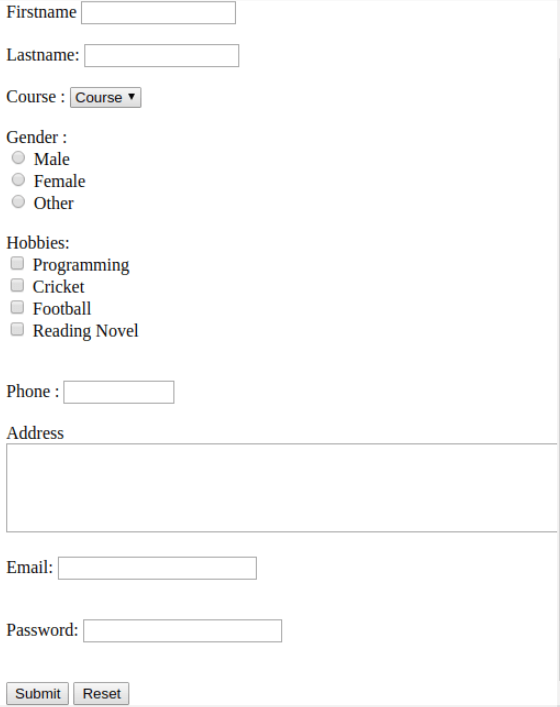 Firstname
Lastname:
Course : Course
Gender :
Male
Female
Other
Hobbies:
Programming
Cricket
Football
Reading Novel
Phone :
Address
Email:
Password:
Submit Reset